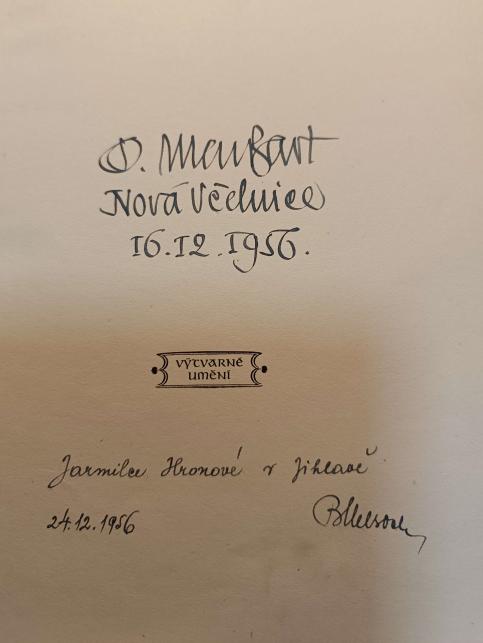 O. Menhart
Nová Včelnice
16.12.1956.
VÝTVARNÉ
UMĚNÍ
Jarmilce Hronové v Jihlavě
24.12.1956